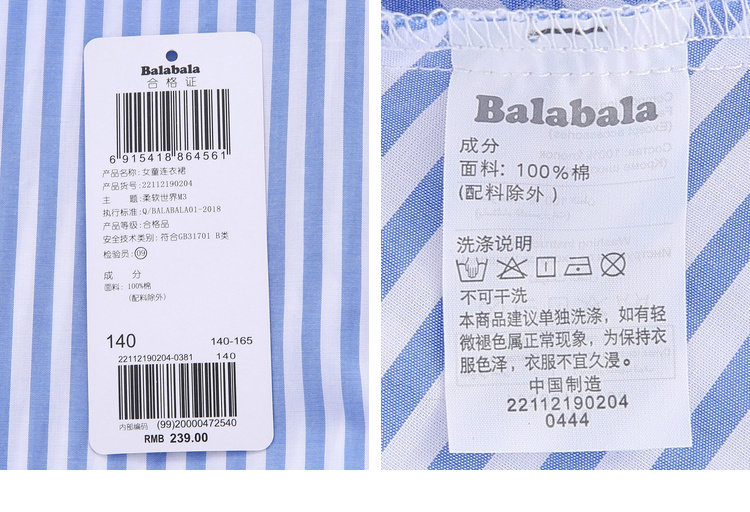 Balabala
合格证
6 915418 864561
产品名称：女童连衣裙
产品货号：22112190204
主 题：柔软世界M3
执行标准：Q/BALABALA01-2018
产品等级：合格品
安全技术类别：符合GB31701 B类
检验员：09
成 分
面料：100%棉
(配料除外)
140 140-165
22112190204-0381 140
内部编码 (99)20000472540
RMB 239.00
Balabala
成分
面料: 100%棉
(配料除外)
洗涤说明
不可干洗
本商品建议单独洗涤，如有轻
微褪色属正常现象，为保持衣
服色泽，衣服不宜久浸。
中国制造
22112190204
0444